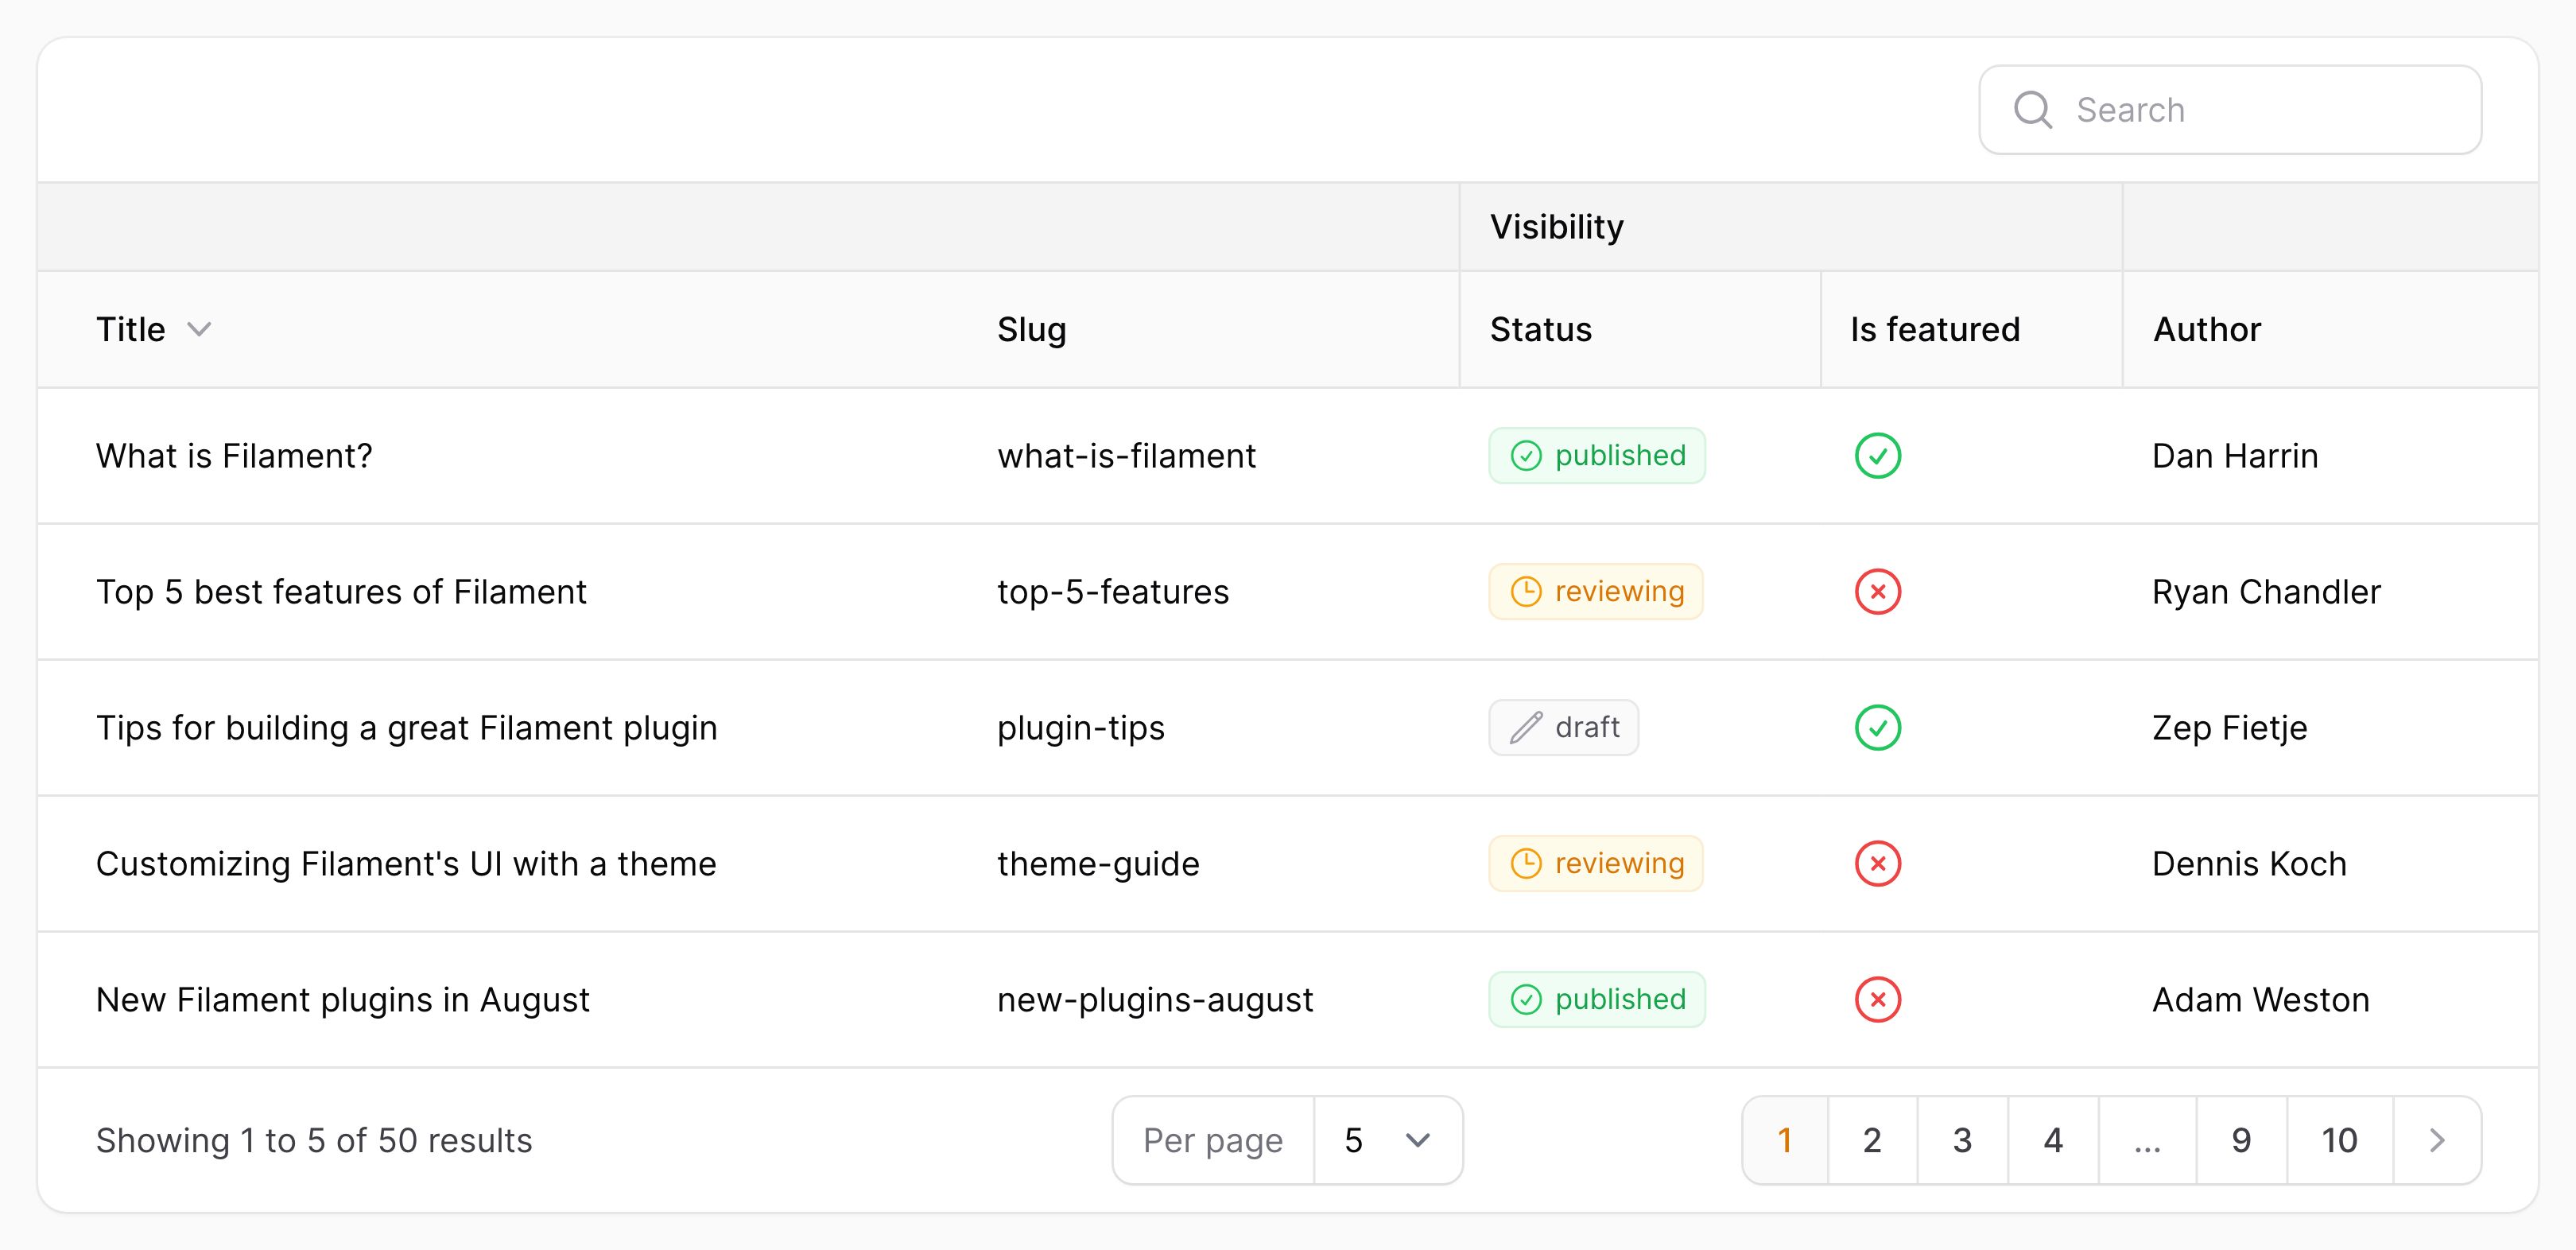 Search
Visibility
Title Slug Status Is featured Author
What is Filament? what-is-filament published Dan Harrin
Top 5 best features of Filament top-5-features reviewing Ryan Chandler
Tips for building a great Filament plugin plugin-tips draft Zep Fietje
Customizing Filament's UI with a theme theme-guide reviewing Dennis Koch
New Filament plugins in August new-plugins-august published Adam Weston
Showing 1 to 5 of 50 results Per page 5 1 2 3 4 ... 9 10